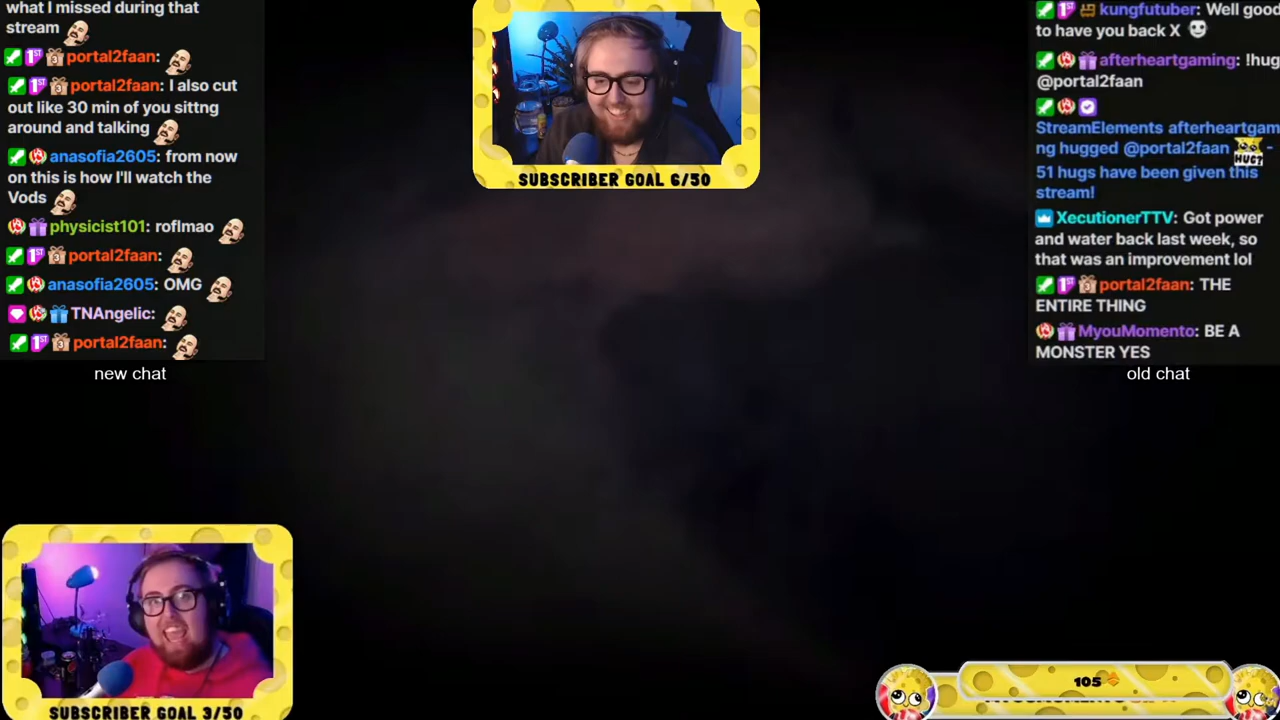 what I missed during that
stream
portal2faan:
portal2faan: I also cut
out like 30 min of you sittng
around and talking
anasofia2605: from now
on this is how I'll watch the
Vods
physicist101: roflmao
portal2faan:
anasofia2605: OMG
TNAngelic:
portal2faan:
new chat
SUBSCRIBER GOAL 6/50
kungfutuber: Well good
to have you back X
afterheartgaming: !hug
@portal2faan
StreamElements afterheartgam
ng hugged @portal2faan HUG? -
51 hugs have been given this
stream!
XecutionerTTV: Got power
and water back last week, so
that was an improvement lol
portal2faan: THE
ENTIRE THING
MyouMomento: BE A
MONSTER YES
old chat
SUBSCRIBER GOAL 3/50
105